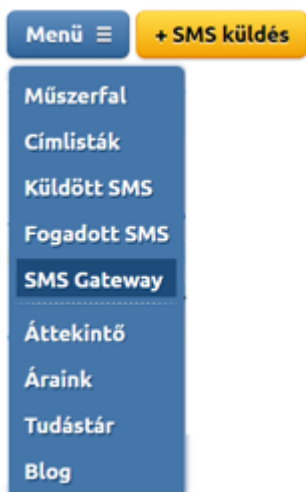 Menü ☰ + SMS küldés
Műszerfal
Címlisták
Küldött SMS
Fogadott SMS
SMS Gateway
Áttekintő
Áraink
Tudástár
Blog